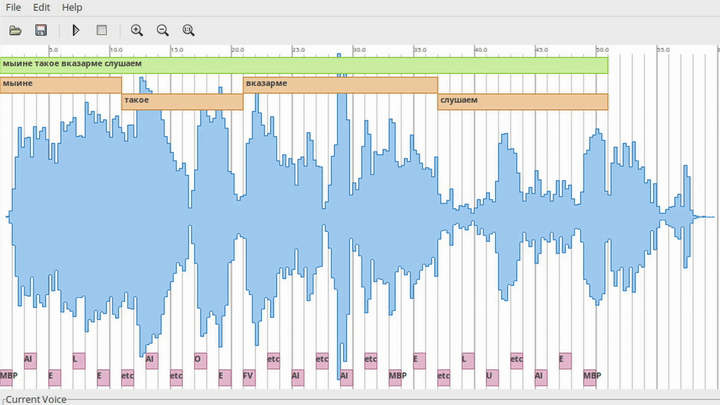 File Edit Help
5.0 10.0 15.0 20.0 25.0 30.0 35.0 40.0 45.0 50.0 55.0
мыине такое вказарме слушаем
мыине вказарме
такое слушаем
AI L AI O etc etc etc E L etc E
MBP E E etc etc E FV AI AI MBP etc U AI MBP
Current Voice